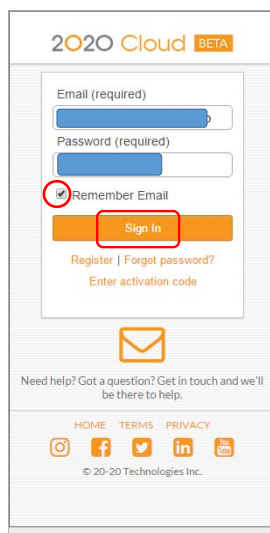 2020 Cloud BETA
Email (required)
Password (required)
Remember Email
Sign In
Register | Forgot password?
Enter activation code
Need help? Got a question? Get in touch and we'll
be there to help.
HOME TERMS PRIVACY
You Tube
© 20-20 Technologies Inc.